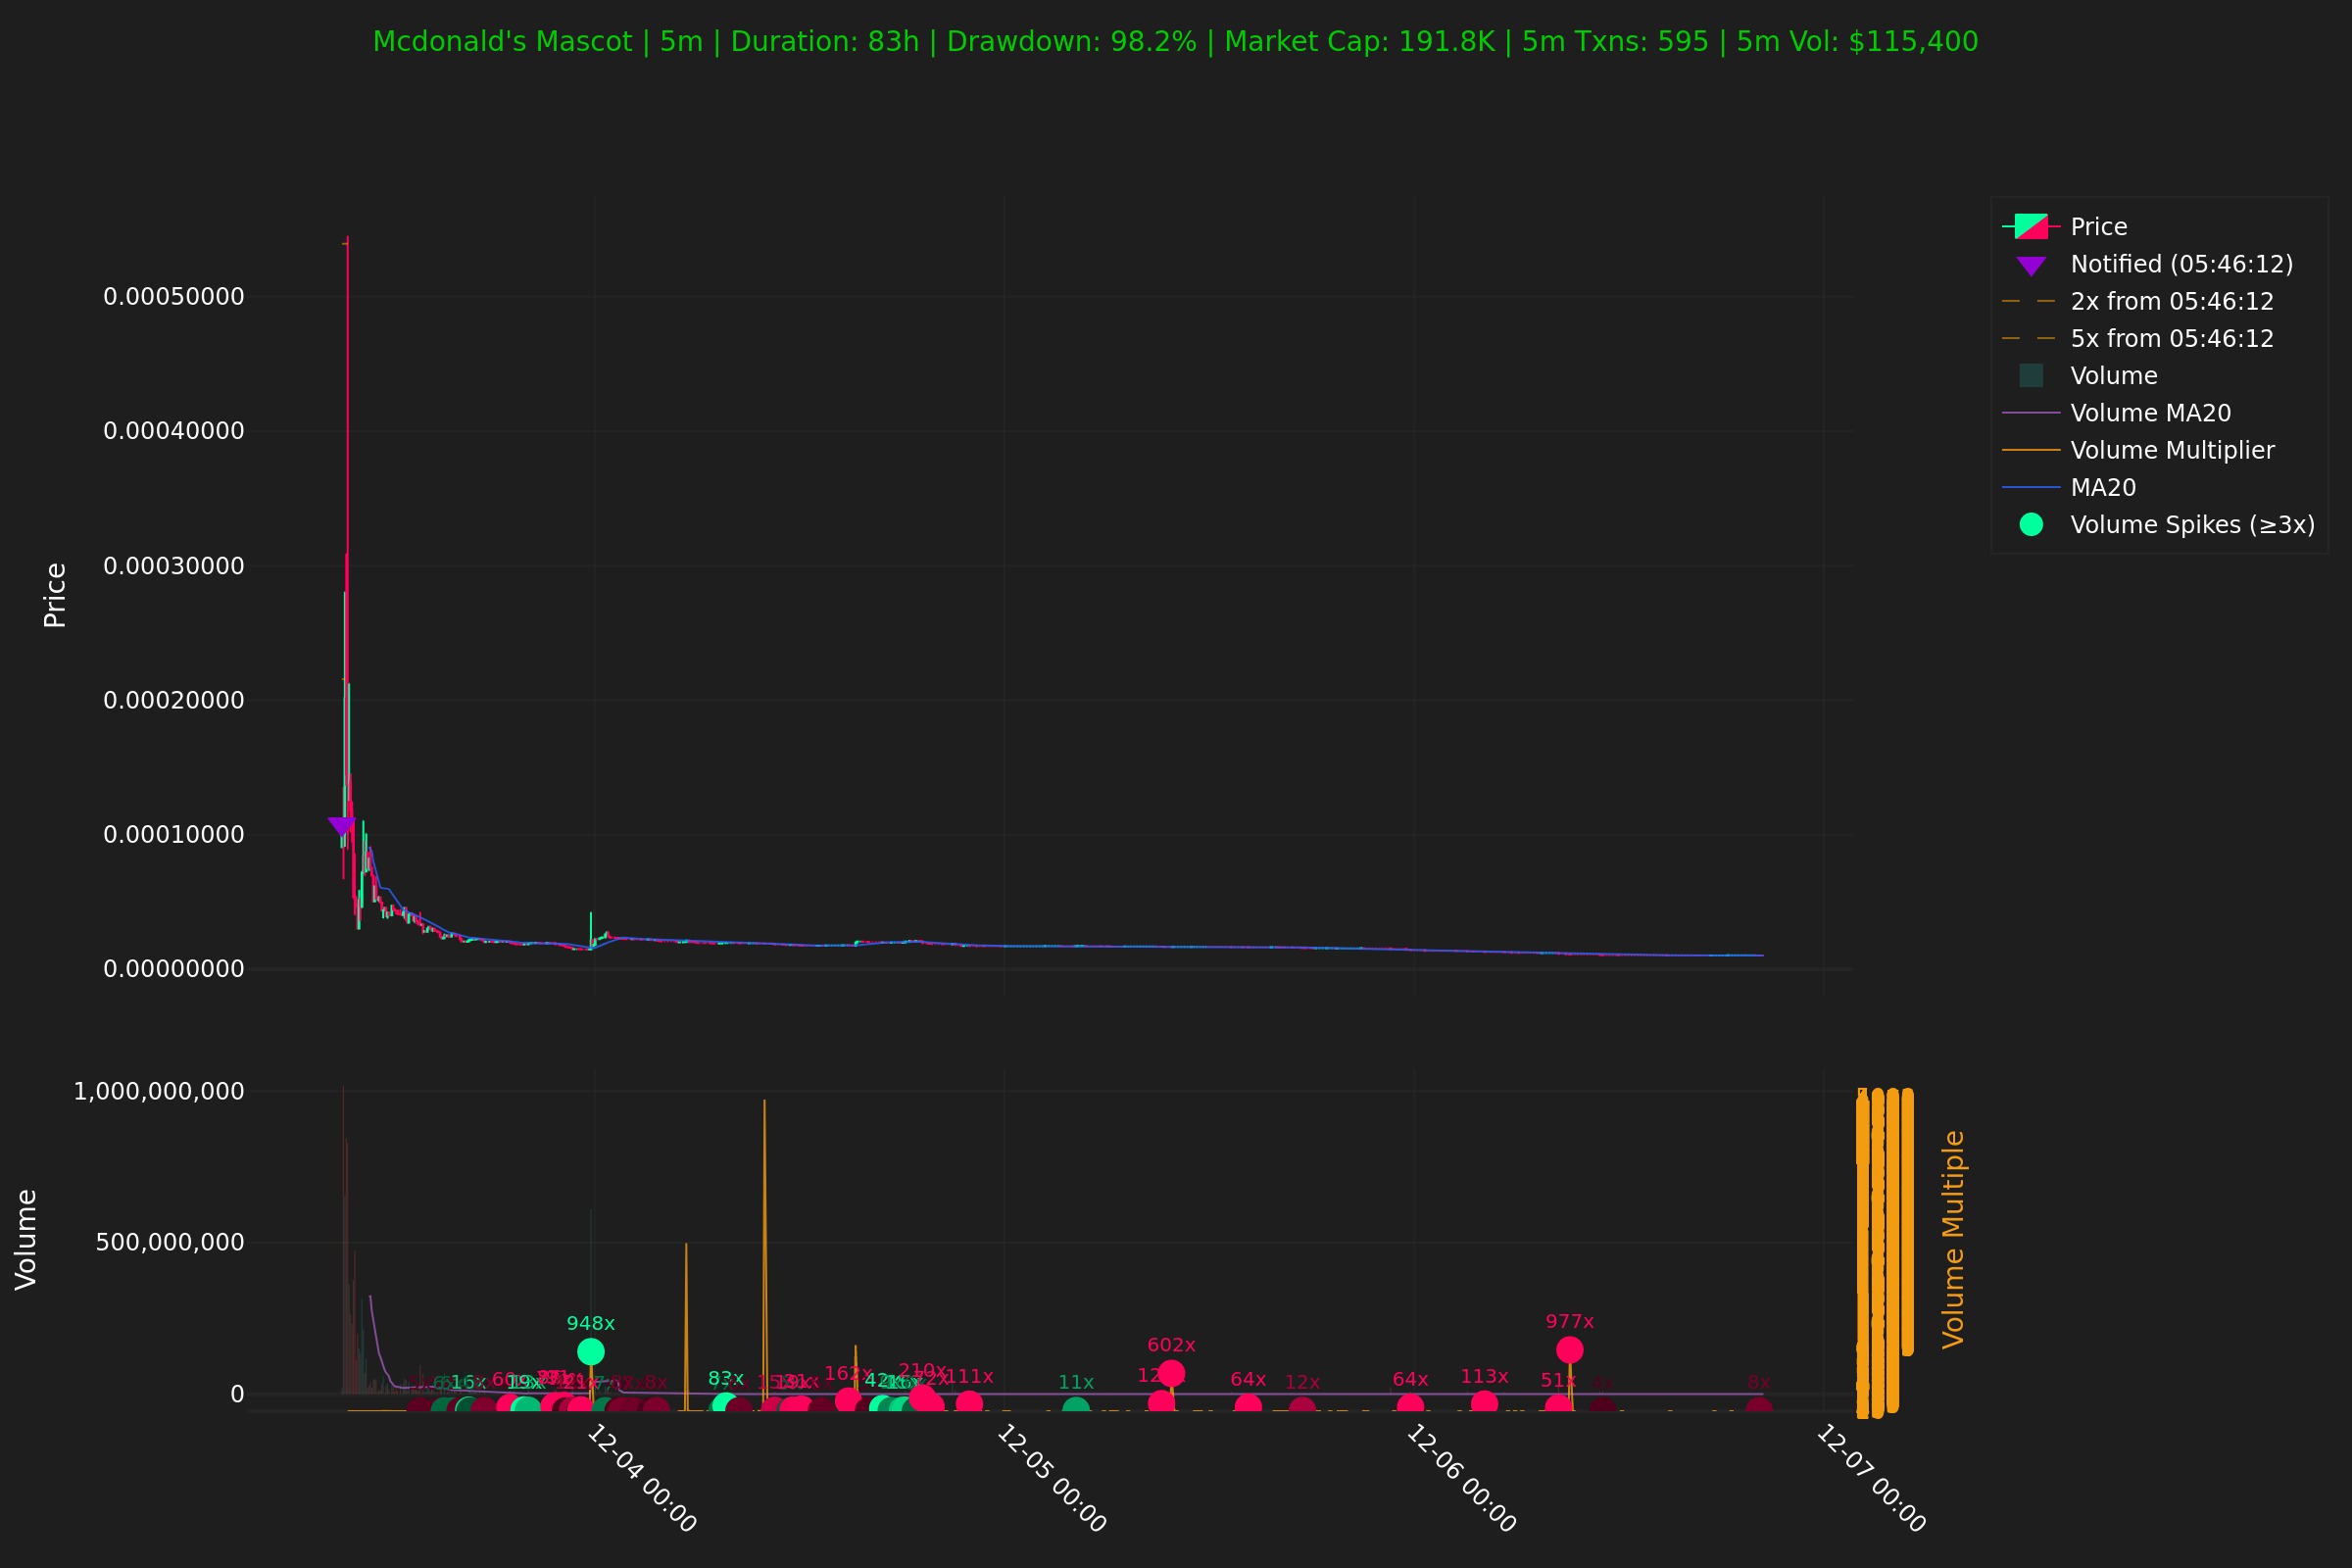 Mcdonald's Mascot | 5m | Duration: 83h | Drawdown: 98.2% | Market Cap: 191.8K | 5m Txns: 595 | 5m Vol: $115,400
Price
Notified (05:46:12)
2x from 05:46:12
5x from 05:46:12
Volume
Volume MA20
Volume Multiplier
MA20
Volume Spikes (≥3x)
Price
0.00050000
0.00040000
0.00030000
0.00020000
0.00010000
0.00000000
Volume
1,000,000,000
500,000,000
0
948x
602x
977x
16x
19x
21x
8x
83x
162x
42x
210x
111x
11x
64x
12x
64x
113x
51x
8x
Volume Multiple
12-04 00:00
12-05 00:00
12-06 00:00
12-07 00:00